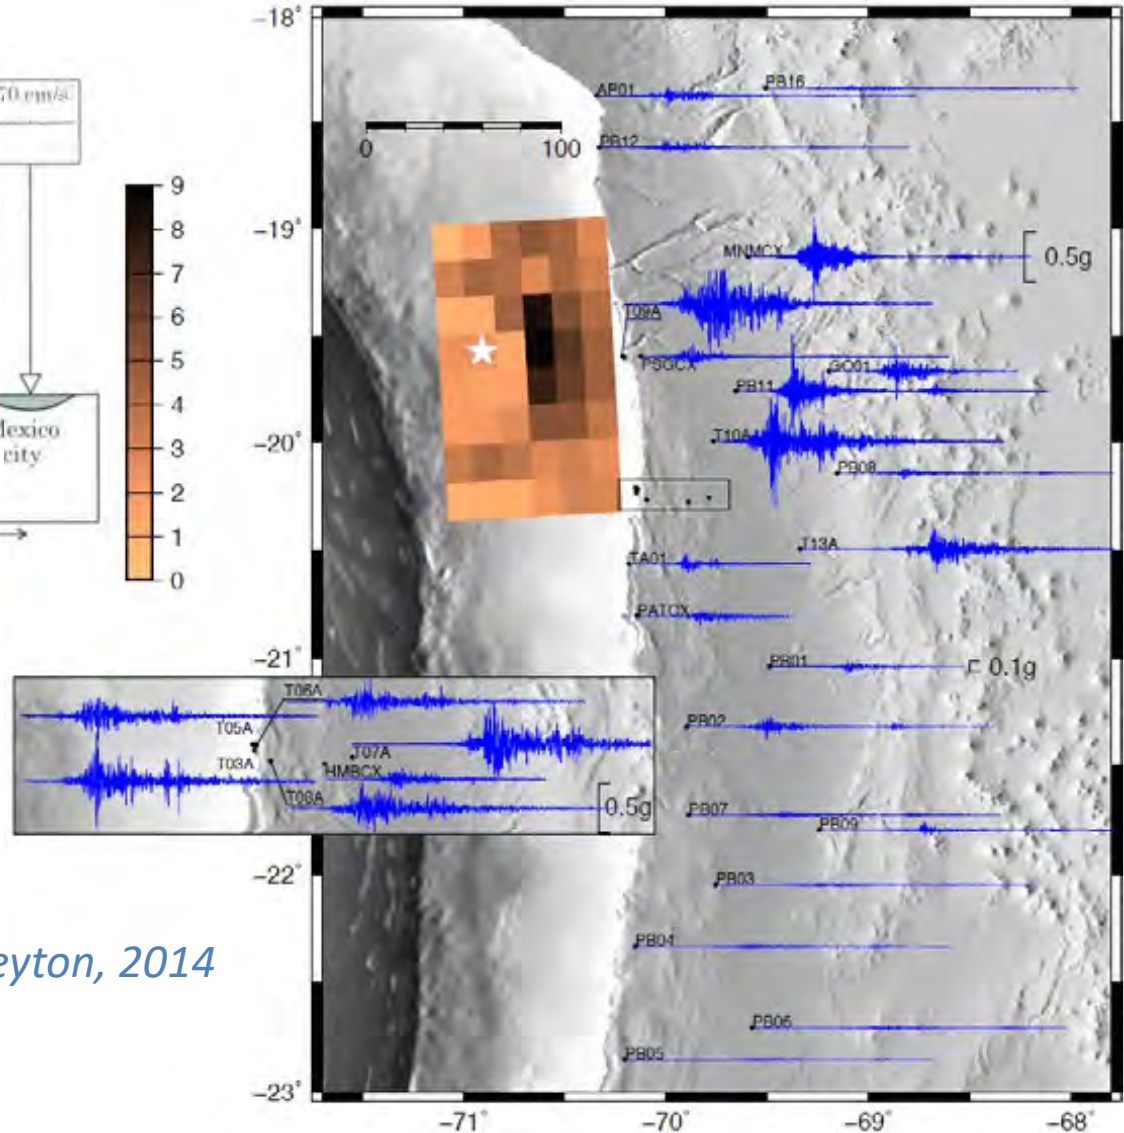 70 cm/s
Mexico
city
9
8
7
6
5
4
3
2
1
0
eyton, 2014
−18°
−19°
−20°
−21°
−22°
−23°
−71°
−70°
−69°
−68°
0
100
AP01
PB16
PB12
MNMCX
0.5g
T09A
PSGCX
GO01
PB11
T10A
PB08
T13A
TA01
PATCX
PB01
0.1g
PB02
PB07
PB09
PB03
PB04
PB06
PB05
T06A
T05A
T03A
T07A
HMBCX
T08A
0.5g